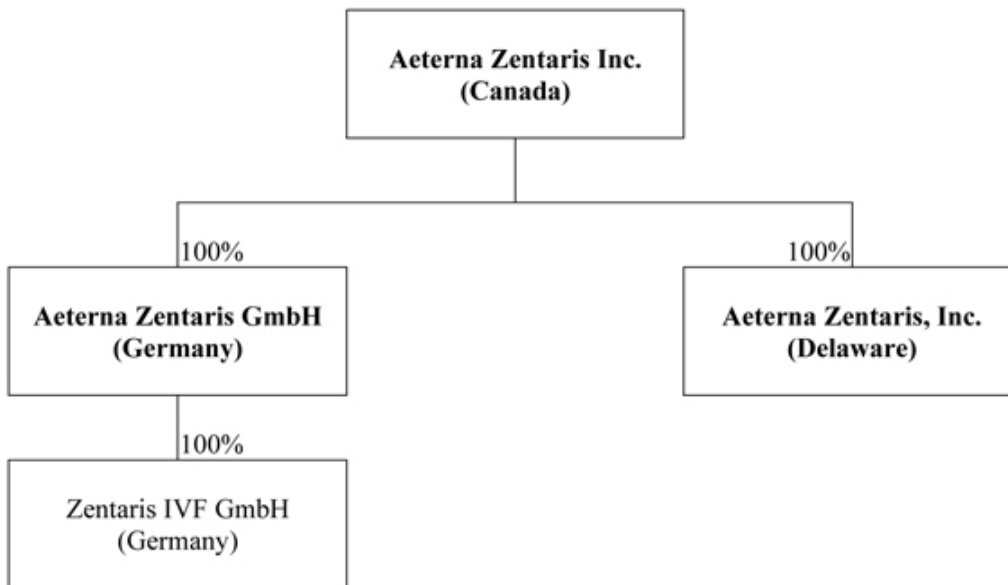 Aeterna Zentaris Inc.
(Canada)
100%
100%
Aeterna Zentaris GmbH
(Germany)
Aeterna Zentaris, Inc.
(Delaware)
100%
Zentaris IVF GmbH
(Germany)